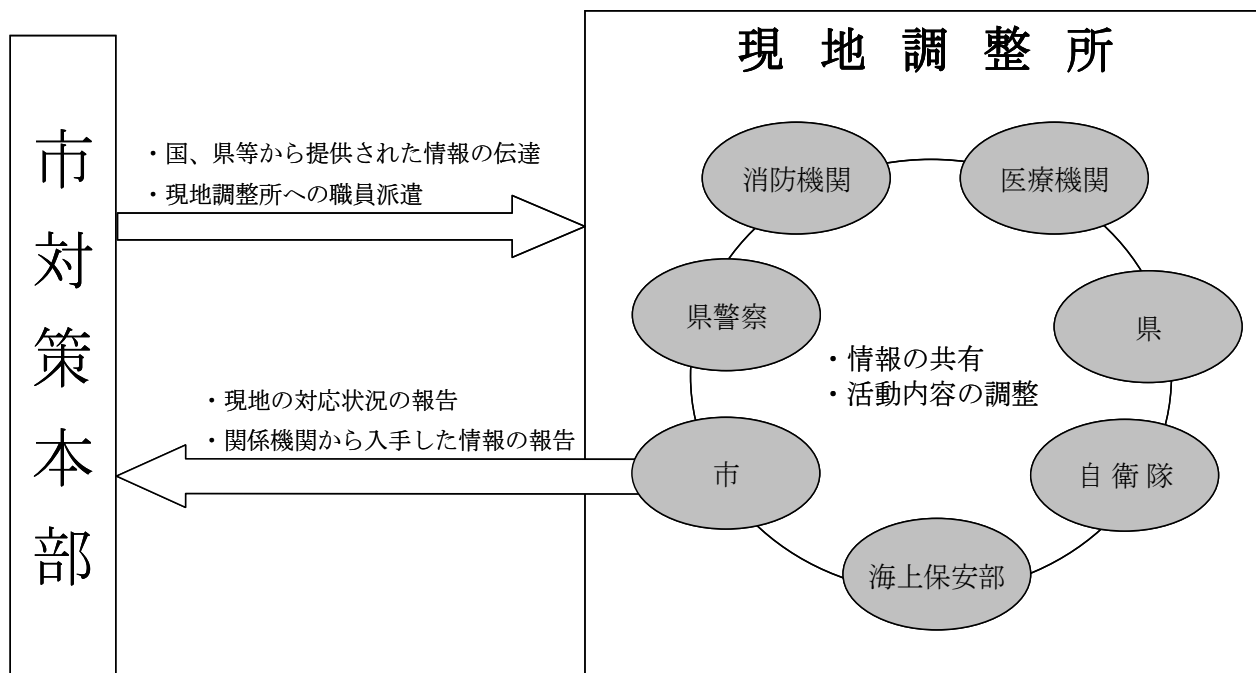 現地調整所
市対策本部
・国、県等から提供された情報の伝達
・現地調整所への職員派遣
消防機関
医療機関
県警察
県
・情報の共有
・活動内容の調整
・現地の対応状況の報告
・関係機関から入手した情報の報告
市
自衛隊
海上保安部